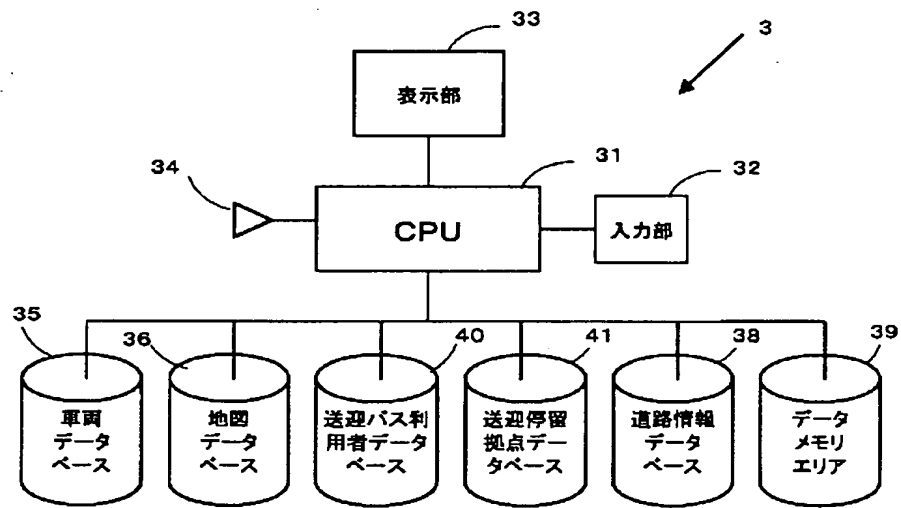 33
3
表示部
34
31
32
CPU
入力部
35
36
40
41
38
39
車両
データ
ベース
地図
データ
ベース
送迎バス利
用者データ
ベース
送迎停留
拠点デー
タベース
道路情報
データ
ベース
データ
メモリ
エリア